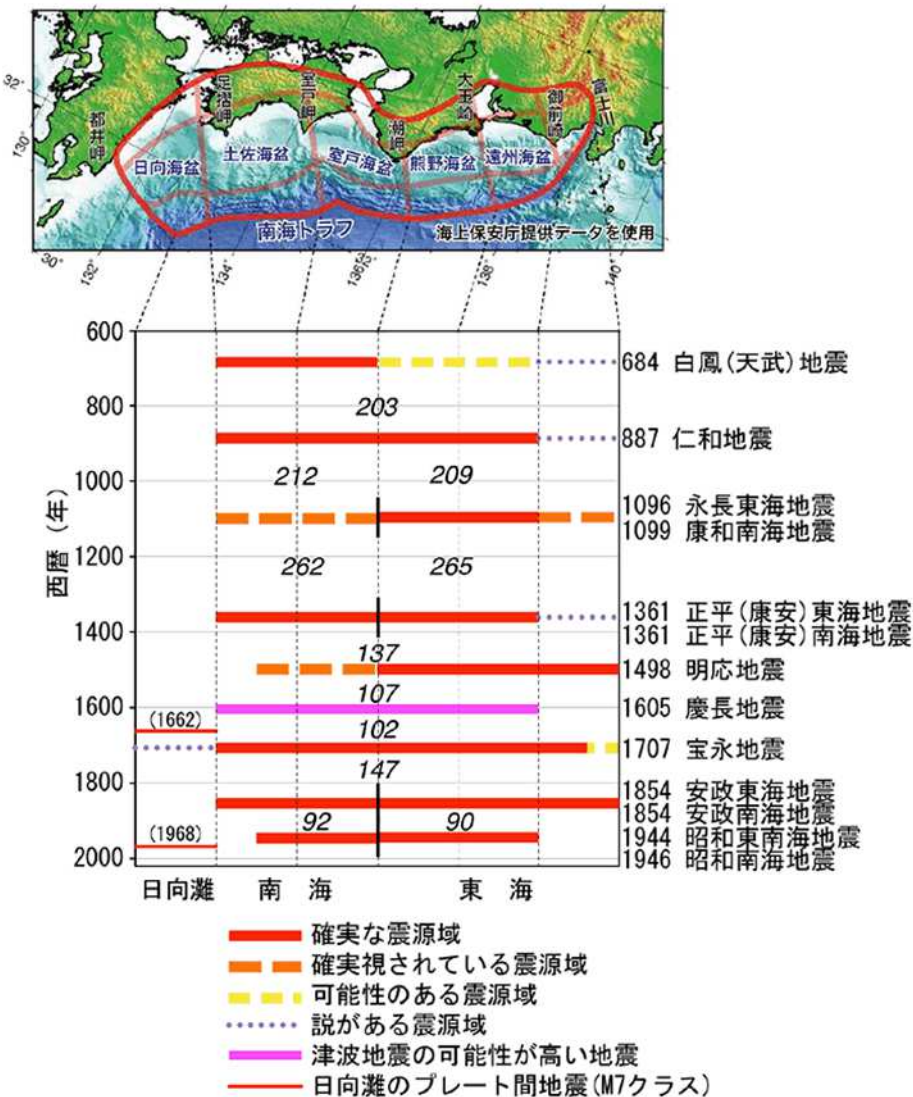 32°
130°
都井岬
足摺岬
室戸岬
潮岬
大王崎
御前崎
富士川
日向海盆
土佐海盆
室戸海盆
熊野海盆
遠州海盆
南海トラフ
海上保安庁提供データを使用
30°
132°
134°
136°
138°
140°
西暦(年)
600
684 白鳳(天武)地震
800
203
887 仁和地震
1000
212
209
1096 永長東海地震
1099 康和南海地震
1200
262
265
1361 正平(康安)東海地震
1361 正平(康安)南海地震
1400
137
1498 明応地震
107
1600
1605 慶長地震
(1662)
102
1707 宝永地震
147
1800
1854 安政東海地震
1854 安政南海地震
(1968)
92
90
1944 昭和東南海地震
1946 昭和南海地震
2000
日向灘 南 海 東 海
確実な震源域
確実視されている震源域
可能性のある震源域
説がある震源域
津波地震の可能性が高い地震
日向灘のプレート間地震(M7クラス)